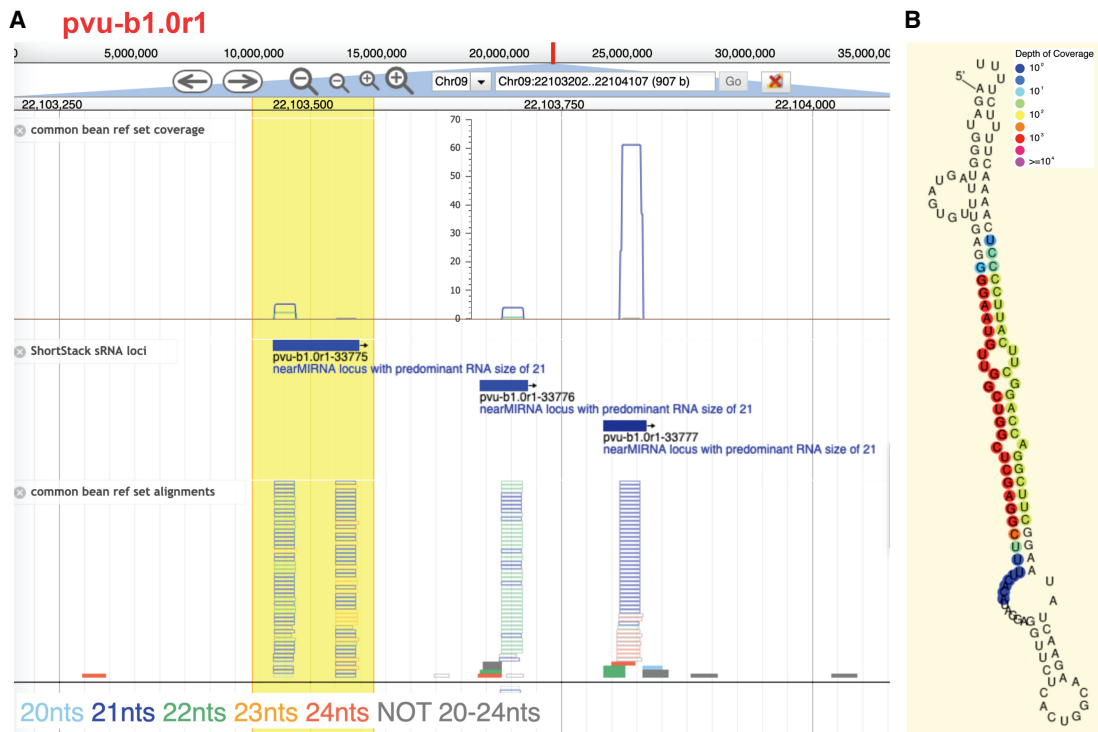 A
pvu-b1.0r1
0 5,000,000 10,000,000 15,000,000 20,000,000 25,000,000 30,000,000 35,000,00
Chr09 Chr09:22103202..22104107 (907 b) Go
22,103,250 22,103,500 22,103,750 22,104,000
common bean ref set coverage
70
60
50
40
30
20
10
0
ShortStack sRNA loci
pvu-b1.0r1-33775
nearMIRNA locus with predominant RNA size of 21
pvu-b1.0r1-33776
nearMIRNA locus with predominant RNA size of 21
pvu-b1.0r1-33777
nearMIRNA locus with predominant RNA size of 21
common bean ref set alignments
20nts 21nts 22nts 23nts 24nts NOT 20-24nts
B
Depth of Coverage
10⁰
10¹
10²
10³
>=10⁴
5'